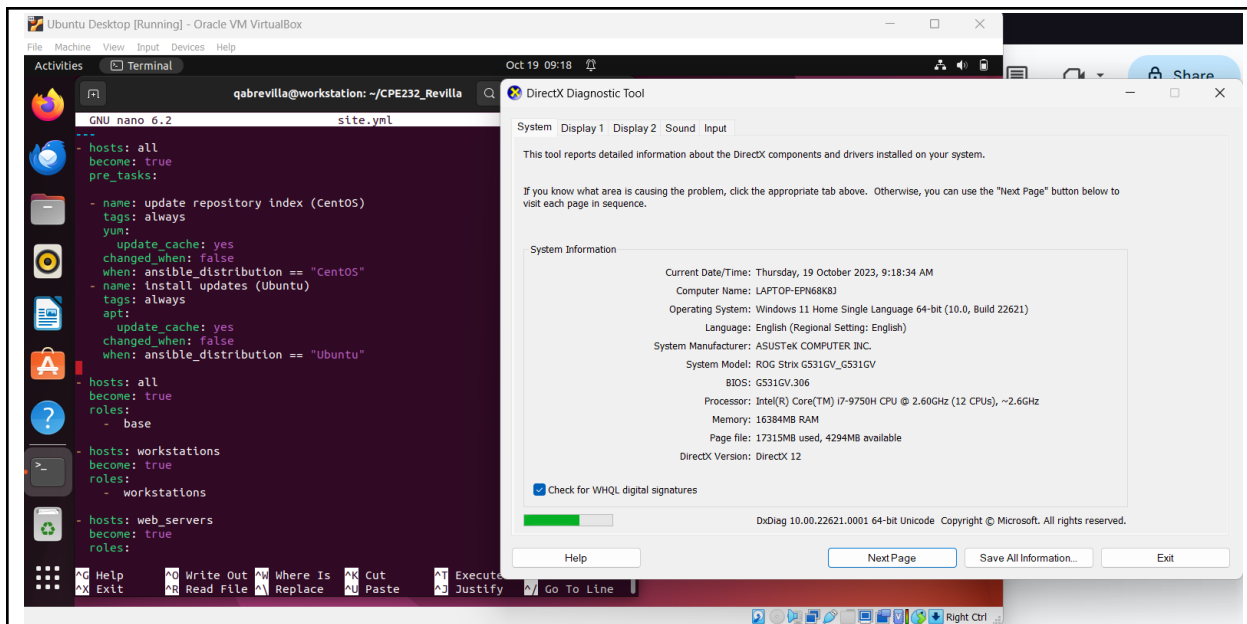 Ubuntu Desktop [Running] - Oracle VM VirtualBox
File Machine View Input Devices Help
Activities Terminal Oct 19 09:18
qabrevilla@workstation: ~/CPE232_Revilla
GNU nano 6.2 site.yml
---
- hosts: all
become: true
pre_tasks:
- name: update repository index (CentOS)
tags: always
yum:
update_cache: yes
changed_when: false
when: ansible_distribution == "CentOS"
- name: install updates (Ubuntu)
tags: always
apt:
update_cache: yes
changed_when: false
when: ansible_distribution == "Ubuntu"
- hosts: all
become: true
roles:
- base
- hosts: workstations
become: true
roles:
- workstations
- hosts: web_servers
become: true
roles:
^G Help ^O Write Out ^W Where Is ^K Cut ^T Execute
^X Exit ^R Read File ^\ Replace ^U Paste ^J Justify ^/ Go To Line
Share
DirectX Diagnostic Tool
System Display 1 Display 2 Sound Input
This tool reports detailed information about the DirectX components and drivers installed on your system.
If you know what area is causing the problem, click the appropriate tab above. Otherwise, you can use the "Next Page" button below to
visit each page in sequence.
System Information
Current Date/Time: Thursday, 19 October 2023, 9:18:34 AM
Computer Name: LAPTOP-EPN68K8J
Operating System: Windows 11 Home Single Language 64-bit (10.0, Build 22621)
Language: English (Regional Setting: English)
System Manufacturer: ASUSTeK COMPUTER INC.
System Model: ROG Strix G531GV_G531GV
BIOS: G531GV.306
Processor: Intel(R) Core(TM) i7-9750H CPU @ 2.60GHz (12 CPUs), ~2.6GHz
Memory: 16384MB RAM
Page file: 17315MB used, 4294MB available
DirectX Version: DirectX 12
Check for WHQL digital signatures
DxDiag 10.00.22621.0001 64-bit Unicode Copyright © Microsoft. All rights reserved.
Help Next Page Save All Information... Exit
Right Ctrl